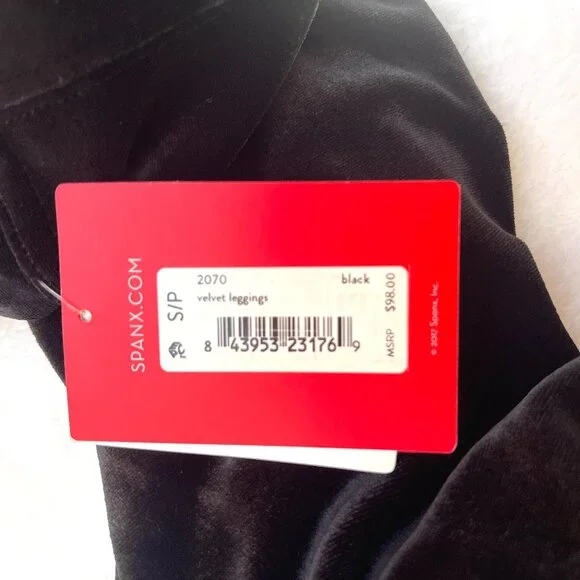 SPANX.COM
S/P
2070 black
velvet leggings
8 43953 23176 9
MSRP $98.00
© 2017 Spanx, Inc.